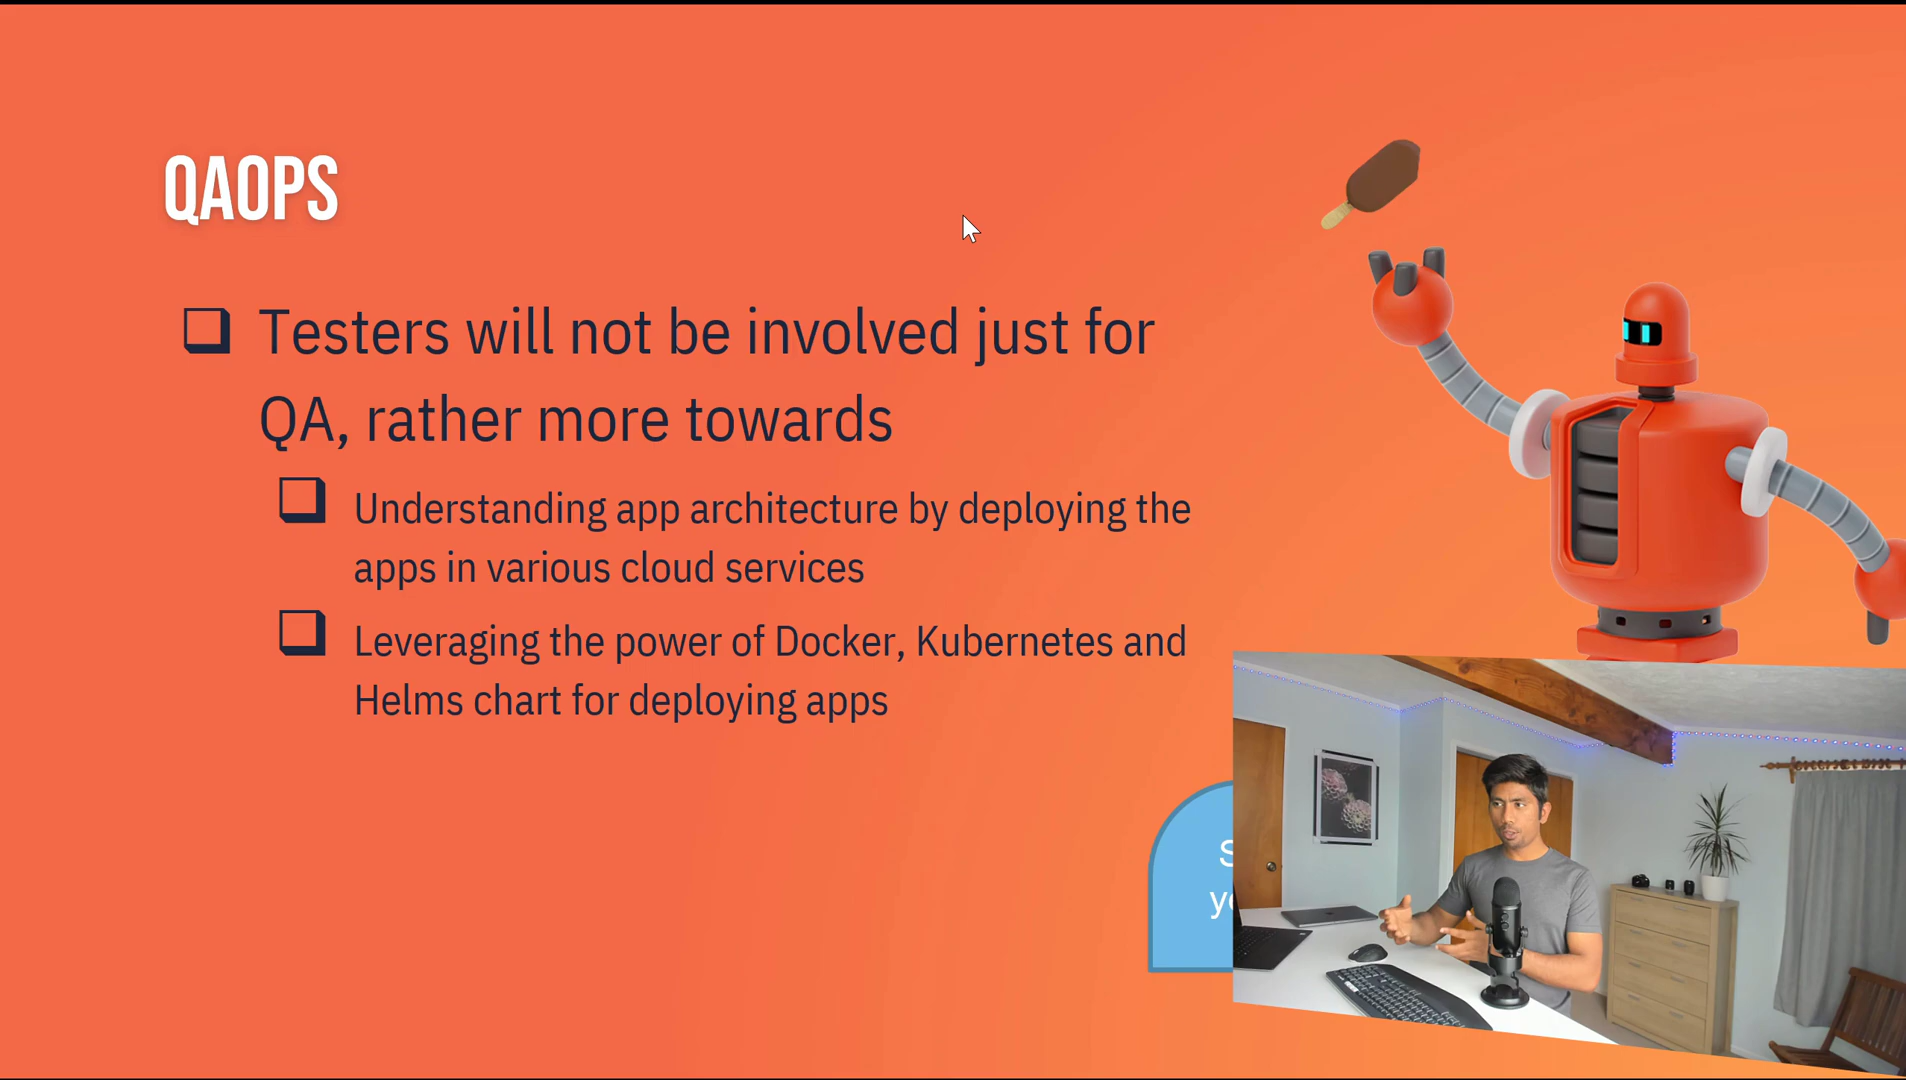 QAOPS
Testers will not be involved just for
QA, rather more towards
Understanding app architecture by deploying the
apps in various cloud services
Leveraging the power of Docker, Kubernetes and
Helms chart for deploying apps